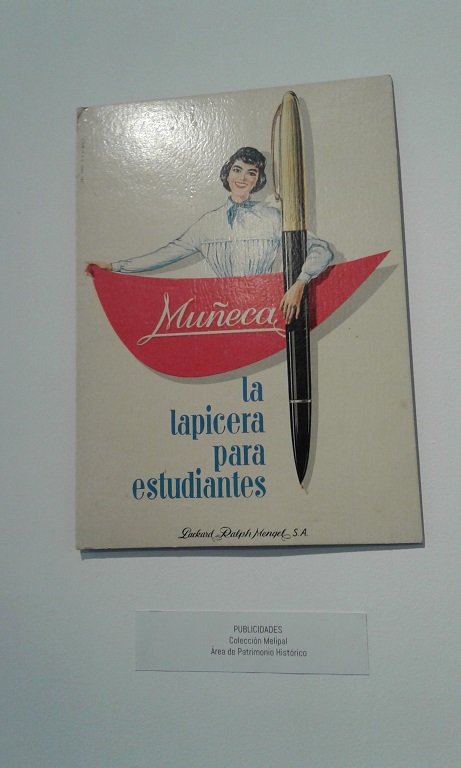 Muñeca
la
lapicera
para
estudiantes
Packard Ralph Mengel, S.A.
PUBLICIDADES
Colección Melipal
Área de Patrimonio Histórico